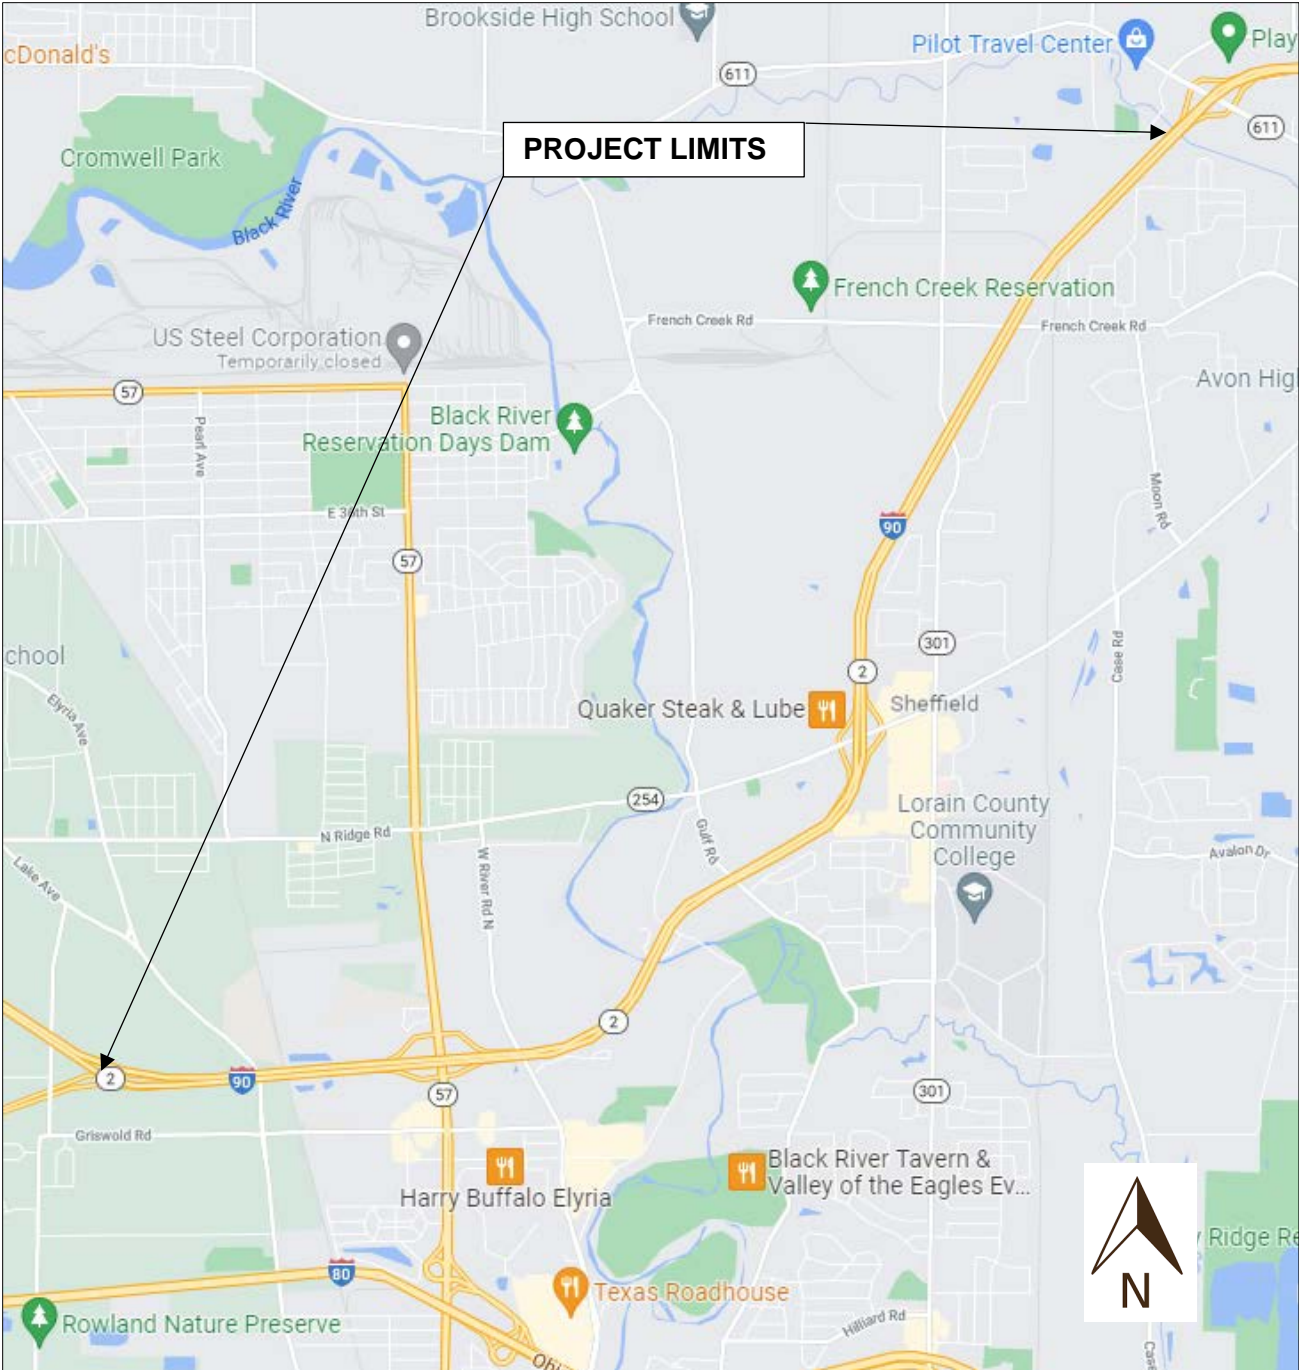 Brookside High School
cDonald's
Pilot Travel Center
Play
611
611
PROJECT LIMITS
Cromwell Park
Black River
French Creek Reservation
French Creek Rd
French Creek Rd
US Steel Corporation
Temporarily closed
57
Avon Hig
Pearl Ave
Black River
Reservation Days Dam
E 36th St
Moon Rd
90
57
chool
301
Case Rd
2
Elyria Ave
Quaker Steak & Lube
Sheffield
254
Lorain County
Community
College
N Ridge Rd
Gulf Rd
Avalon Dr
Lake Ave
W River Rd N
2
2
90
57
301
Griswold Rd
Black River Tavern &
Valley of the Eagles Ev...
Harry Buffalo Elyria
y Ridge Re
80
Texas Roadhouse
N
Rowland Nature Preserve
Hilliard Rd
Ohi
Cas